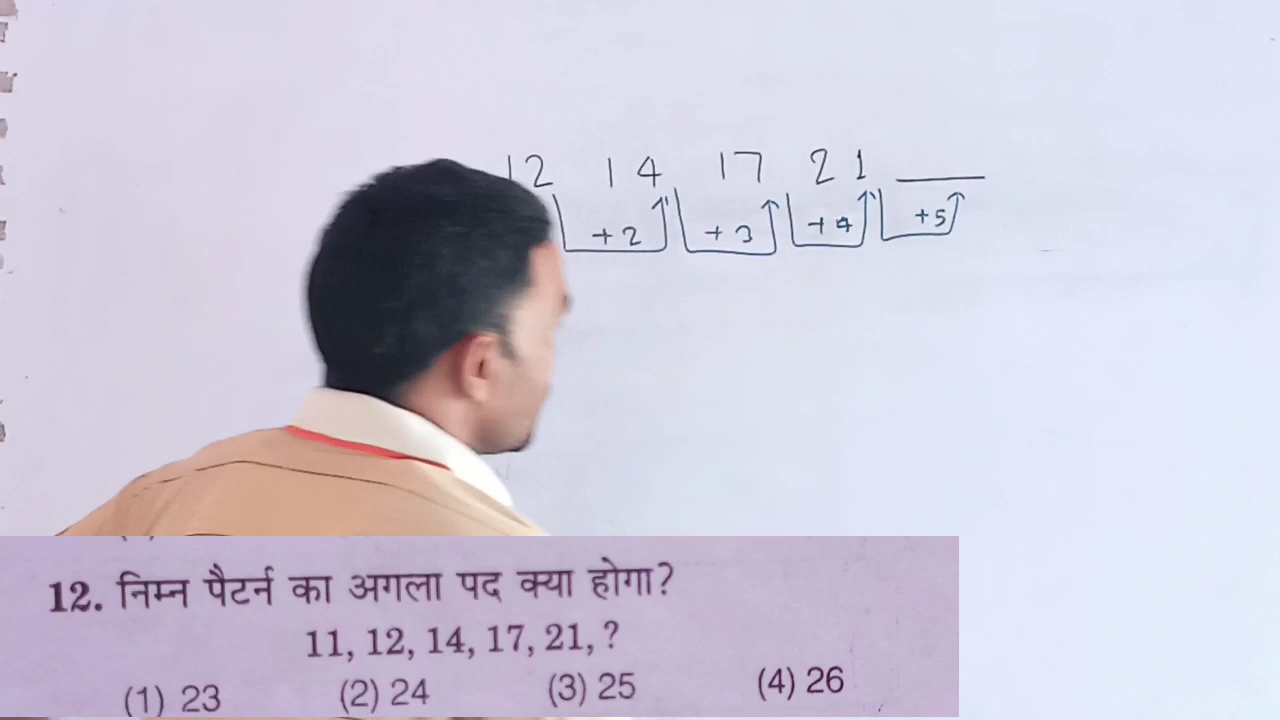 12 14 17 21 ___
+2 +3 +4 +5
12. निम्न पैटर्न का अगला पद क्या होगा?
11, 12, 14, 17, 21, ?
(1) 23 (2) 24 (3) 25 (4) 26